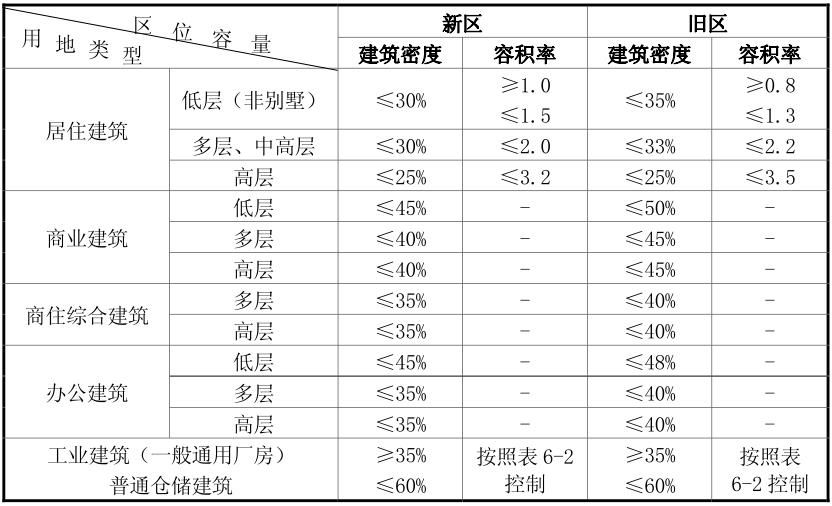 区位容量
用地类型
新区 旧区
建筑密度 容积率 建筑密度 容积率
居住建筑
低层（非别墅） ≤30% ≥1.0 ≤1.5 ≤35% ≥0.8 ≤1.3
多层、中高层 ≤30% ≤2.0 ≤33% ≤2.2
高层 ≤25% ≤3.2 ≤25% ≤3.5
商业建筑
低层 ≤45% - ≤50% -
多层 ≤40% - ≤45% -
高层 ≤40% - ≤45% -
商住综合建筑
多层 ≤35% - ≤40% -
高层 ≤35% - ≤40% -
办公建筑
低层 ≤45% - ≤48% -
多层 ≤35% - ≤40% -
高层 ≤35% - ≤40% -
工业建筑（一般通用厂房） ≥35% 按照表 6-2 ≥35% 按照表
普通仓储建筑 ≤60% 控制 ≤60% 6-2 控制